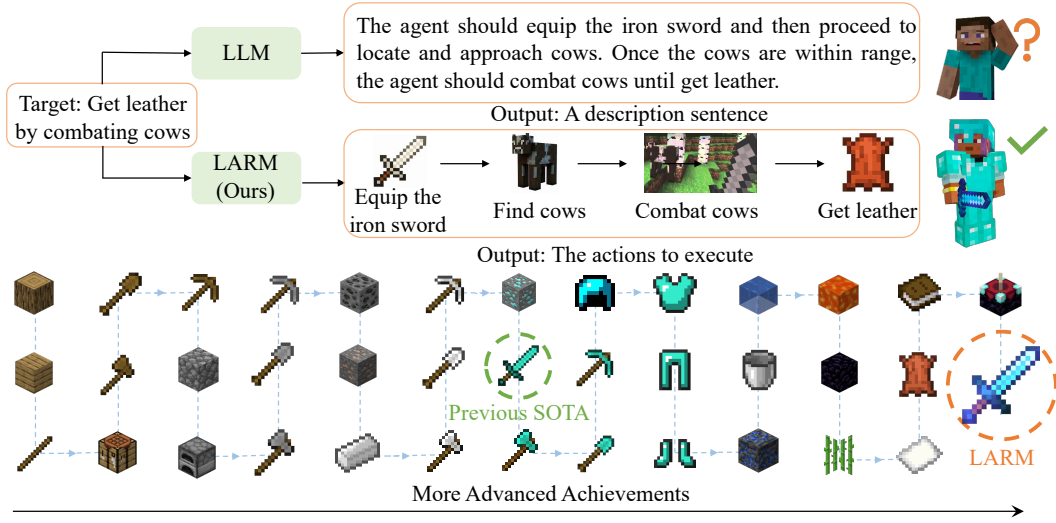 LLM
The agent should equip the iron sword and then proceed to
locate and approach cows. Once the cows are within range,
the agent should combat cows until get leather.
Output: A description sentence
Target: Get leather
by combating cows
LARM
(Ours)
Equip the
iron sword
Find cows
Combat cows
Get leather
Output: The actions to execute
Previous SOTA
LARM
More Advanced Achievements